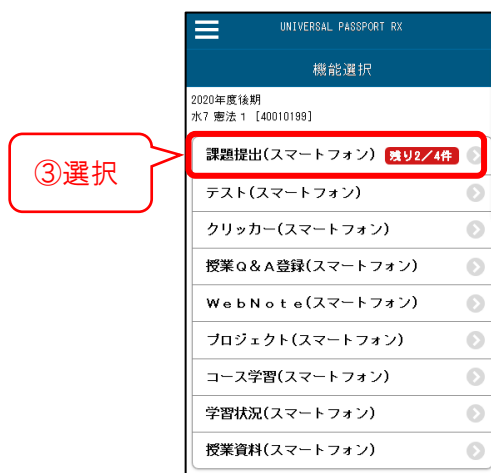 UNIVERSAL PASSPORT RX
機能選択
2020年度後期
水7 憲法1 [40010199]
課題提出(スマートフォン) 残り2/4件
③選択
テスト(スマートフォン)
クリッカー(スマートフォン)
授業Q&A登録(スマートフォン)
WebNote(スマートフォン)
プロジェクト(スマートフォン)
コース学習(スマートフォン)
学習状況(スマートフォン)
授業資料(スマートフォン)